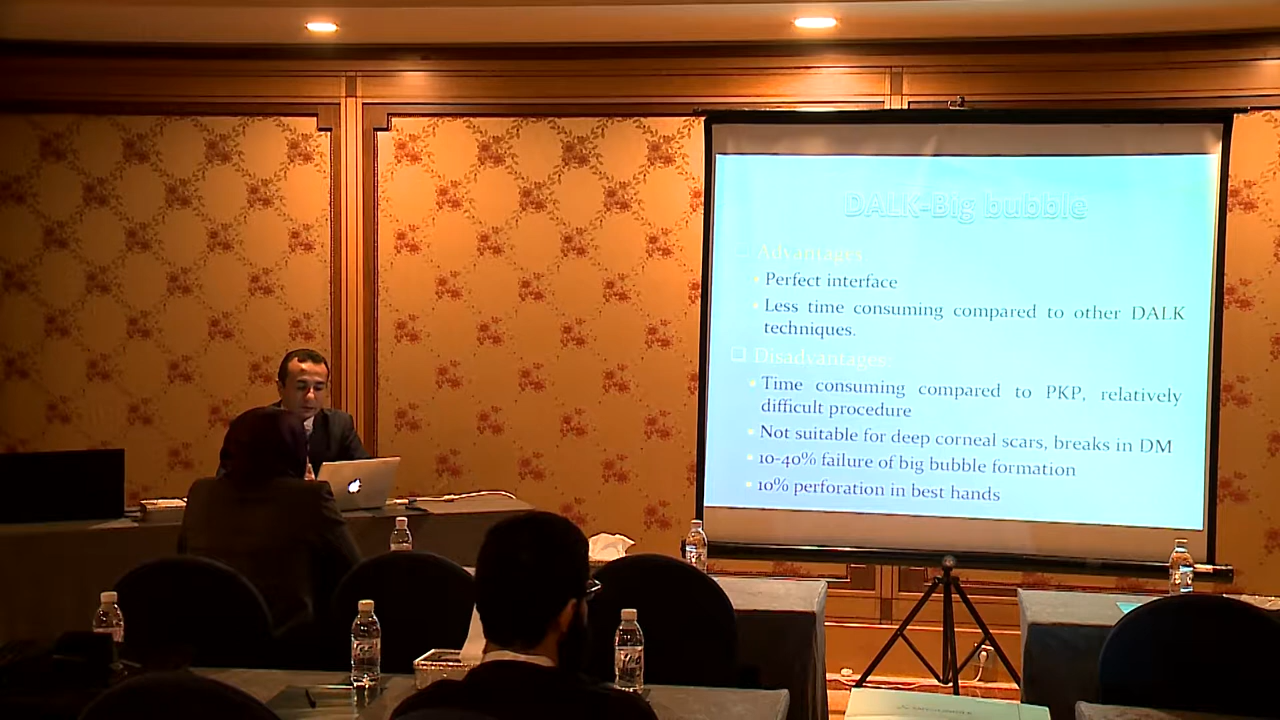 DALK-Big bubble
Advantages
Perfect interface
Less time consuming compared to other DALK
techniques.
Disadvantages:
Time consuming compared to PKP, relatively
difficult procedure
Not suitable for deep corneal scars, breaks in DM
10-40% failure of big bubble formation
10% perforation in best hands